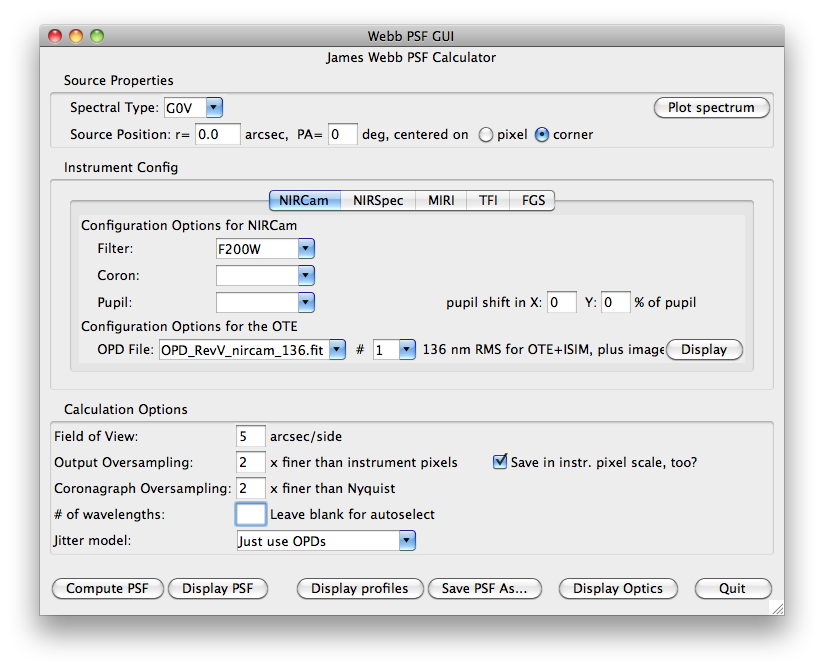 Webb PSF GUI
James Webb PSF Calculator
Source Properties
Spectral Type: G0V Plot spectrum
Source Position: r= 0.0 arcsec, PA= 0 deg, centered on pixel corner
Instrument Config
NIRCam NIRSpec MIRI TFI FGS
Configuration Options for NIRCam
Filter: F200W
Coron:
Pupil: pupil shift in X: 0 Y: 0 % of pupil
Configuration Options for the OTE
OPD File: OPD_RevV_nircam_136.fit # 1 136 nm RMS for OTE+ISIM, plus image Display
Calculation Options
Field of View: 5 arcsec/side
Output Oversampling: 2 x finer than instrument pixels Save in instr. pixel scale, too?
Coronagraph Oversampling: 2 x finer than Nyquist
# of wavelengths: Leave blank for autoselect
Jitter model: Just use OPDs
Compute PSF Display PSF Display profiles Save PSF As... Display Optics Quit